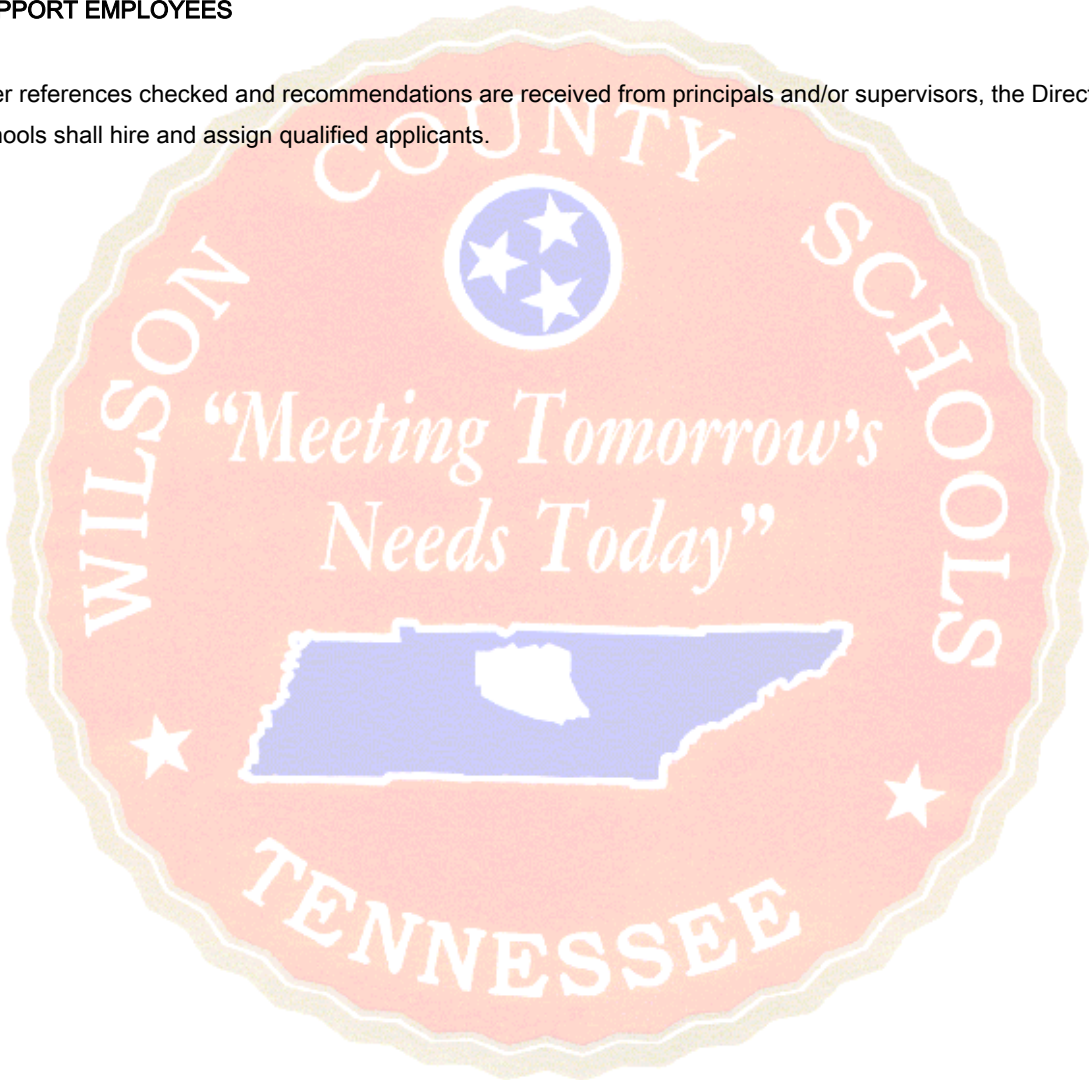 PPORT EMPLOYEES
er references checked and recommendations are received from principals and/or supervisors, the Direct
hools shall hire and assign qualified applicants.
WILSON COUNTY SCHOOLS
“Meeting Tomorrow's
Needs Today”
TENNESSEE